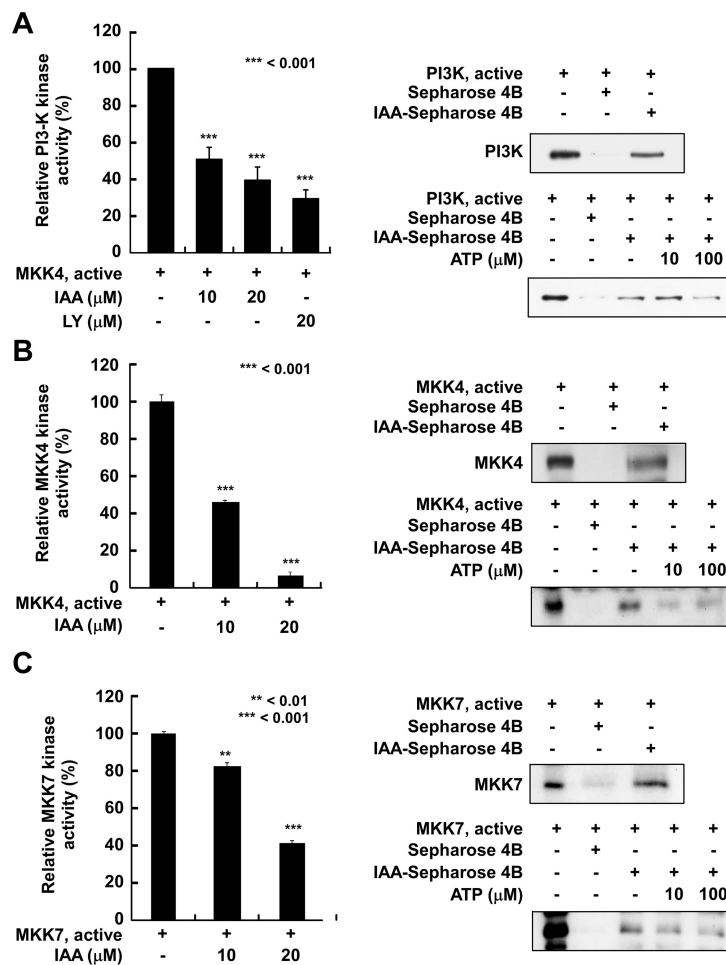 A
Relative PI3-K kinase
activity (%)
120
100
80
60
40
20
0
*** < 0.001
***
***
***
MKK4, active + + + +
IAA (μM) - 10 20 -
LY (μM) - - - 20
PI3K, active + + +
Sepharose 4B - + -
IAA-Sepharose 4B - - +
PI3K
PI3K, active + + + + +
Sepharose 4B - + - - -
IAA-Sepharose 4B - - + + +
ATP (μM) - - - 10 100
B
Relative MKK4 kinase
activity (%)
120
100
80
60
40
20
0
*** < 0.001
***
***
MKK4, active + + +
IAA (μM) - 10 20
MKK4, active + + +
Sepharose 4B - + -
IAA-Sepharose 4B - - +
MKK4
MKK4, active + + + + +
Sepharose 4B - + - - -
IAA-Sepharose 4B - - + + +
ATP (μM) - - - 10 100
C
Relative MKK7 kinase
activity (%)
120
100
80
60
40
20
0
** < 0.01
*** < 0.001
**
***
MKK7, active + + +
IAA (μM) - 10 20
MKK7, active + + +
Sepharose 4B - + -
IAA-Sepharose 4B - - +
MKK7
MKK7, active + + + + +
Sepharose 4B - + - - -
IAA-Sepharose 4B - - + + +
ATP (μM) - - - 10 100